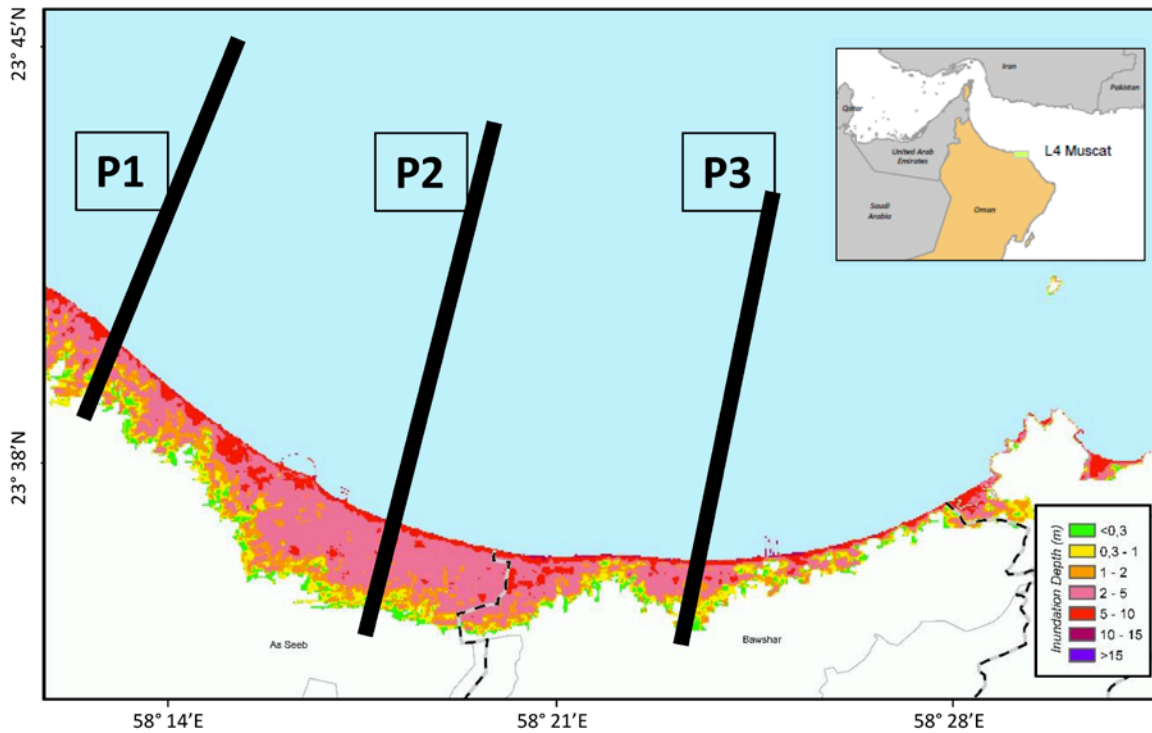 23° 45'N
23° 38'N
P1
P2
P3
Iran
Pakistan
Qatar
United Arab
Emirates
L4 Muscat
Saudi
Arabia
Oman
As Seeb
Bawshar
Inundation Depth (m)
<0,3
0,3 - 1
1 - 2
2 - 5
5 - 10
10 - 15
>15
58° 14'E
58° 21'E
58° 28'E